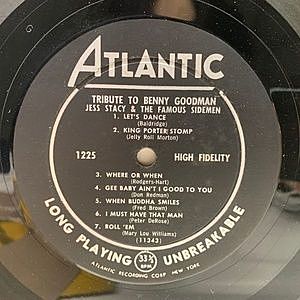 ATLANTIC
TRIBUTE TO BENNY GOODMAN
JESS STACY & THE FAMOUS SIDEMEN
1. LET'S DANCE
(Baldridge)
2. KING PORTER STOMP
(Jelly Roll Morton)
1225 HIGH FIDELITY
3. WHERE OR WHEN
(Rodgers-Hart)
4. GEE BABY AIN'T I GOOD TO YOU
(Don Redman)
5. WHEN BUDDHA SMILES
(Fred Brown)
6. I MUST HAVE THAT MAN
(Peter DeRose)
7. ROLL 'EM
(Mary Lou Williams)
(11243)
LONG PLAYING 33⅓ RPM UNBREAKABLE
ATLANTIC RECORDING CORP NEW YORK